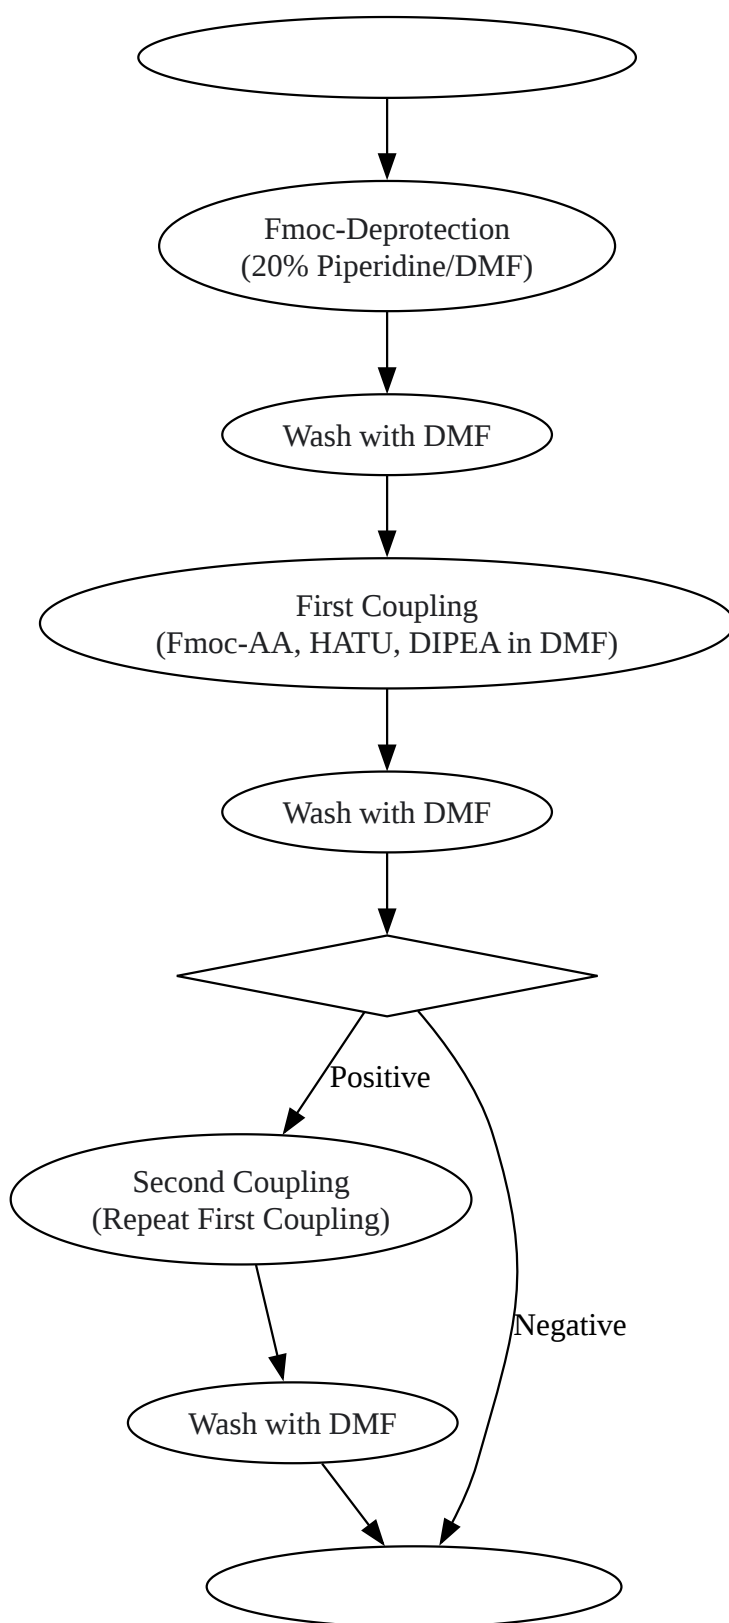 Fmoc-Deprotection
(20% Piperidine/DMF)
Wash with DMF
First Coupling
(Fmoc-AA, HATU, DIPEA in DMF)
Wash with DMF
Positive
Second Coupling
(Repeat First Coupling)
Negative
Wash with DMF